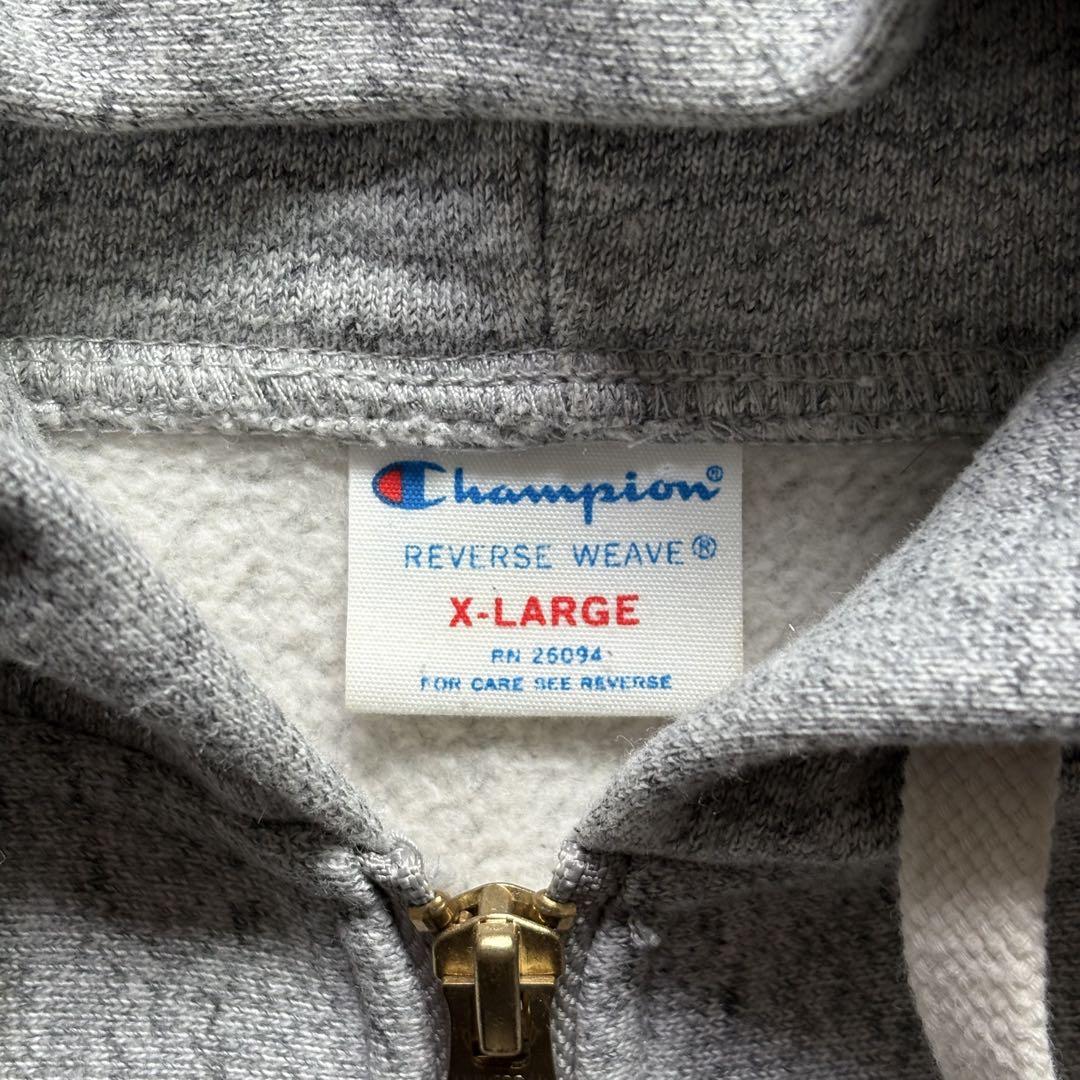 Champion®
REVERSE WEAVE®
X-LARGE
RN 26094
FOR CARE SEE REVERSE